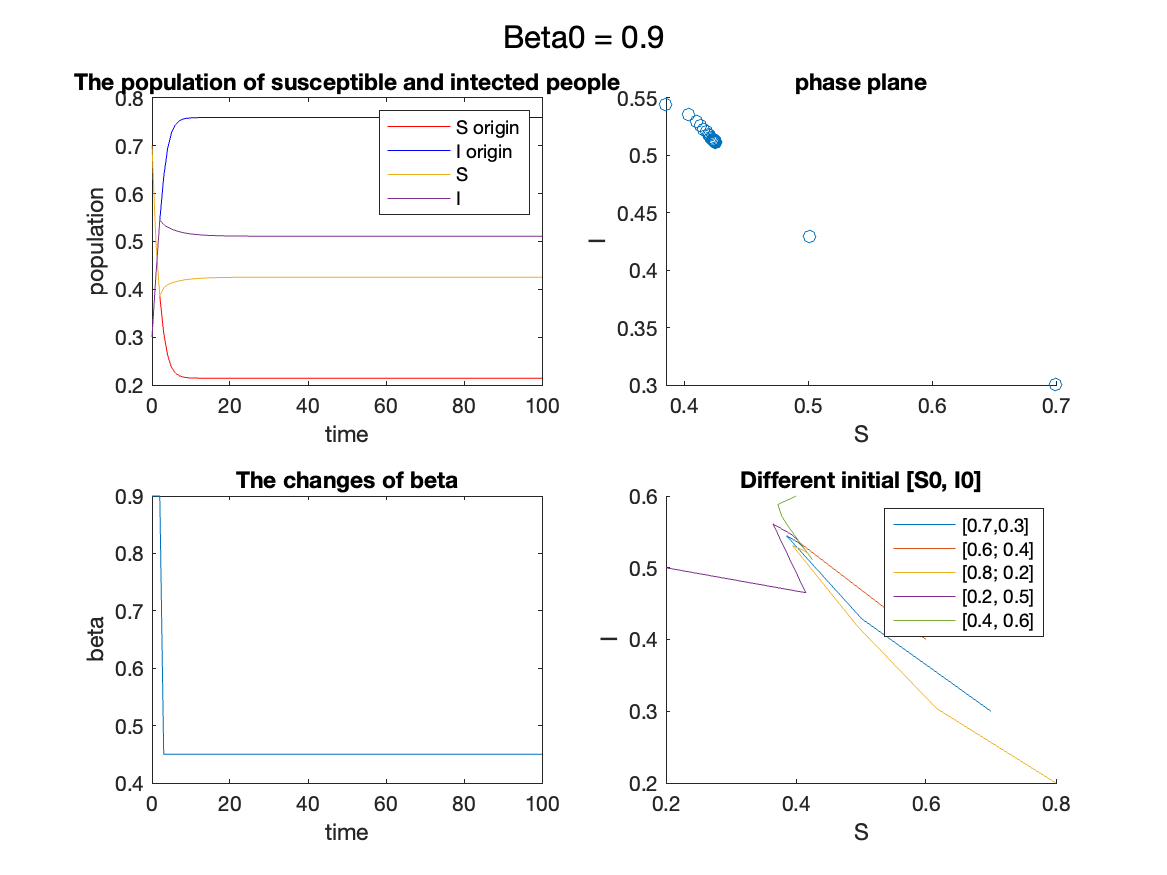 Beta0 = 0.9
The population of susceptible and intected people
0.8
0.7
0.6
0.5
0.4
0.3
0.2
population
0 20 40 60 80 100
time
S origin
I origin
S
I
phase plane
0.55
0.5
0.45
0.4
0.35
0.3
I
0.4 0.5 0.6 0.7
S
The changes of beta
0.9
0.8
0.7
0.6
0.5
0.4
beta
0 20 40 60 80 100
time
Different initial [S0, I0]
0.6
0.5
0.4
0.3
0.2
I
0.2 0.4 0.6 0.8
S
[0.7,0.3]
[0.6; 0.4]
[0.8; 0.2]
[0.2, 0.5]
[0.4, 0.6]